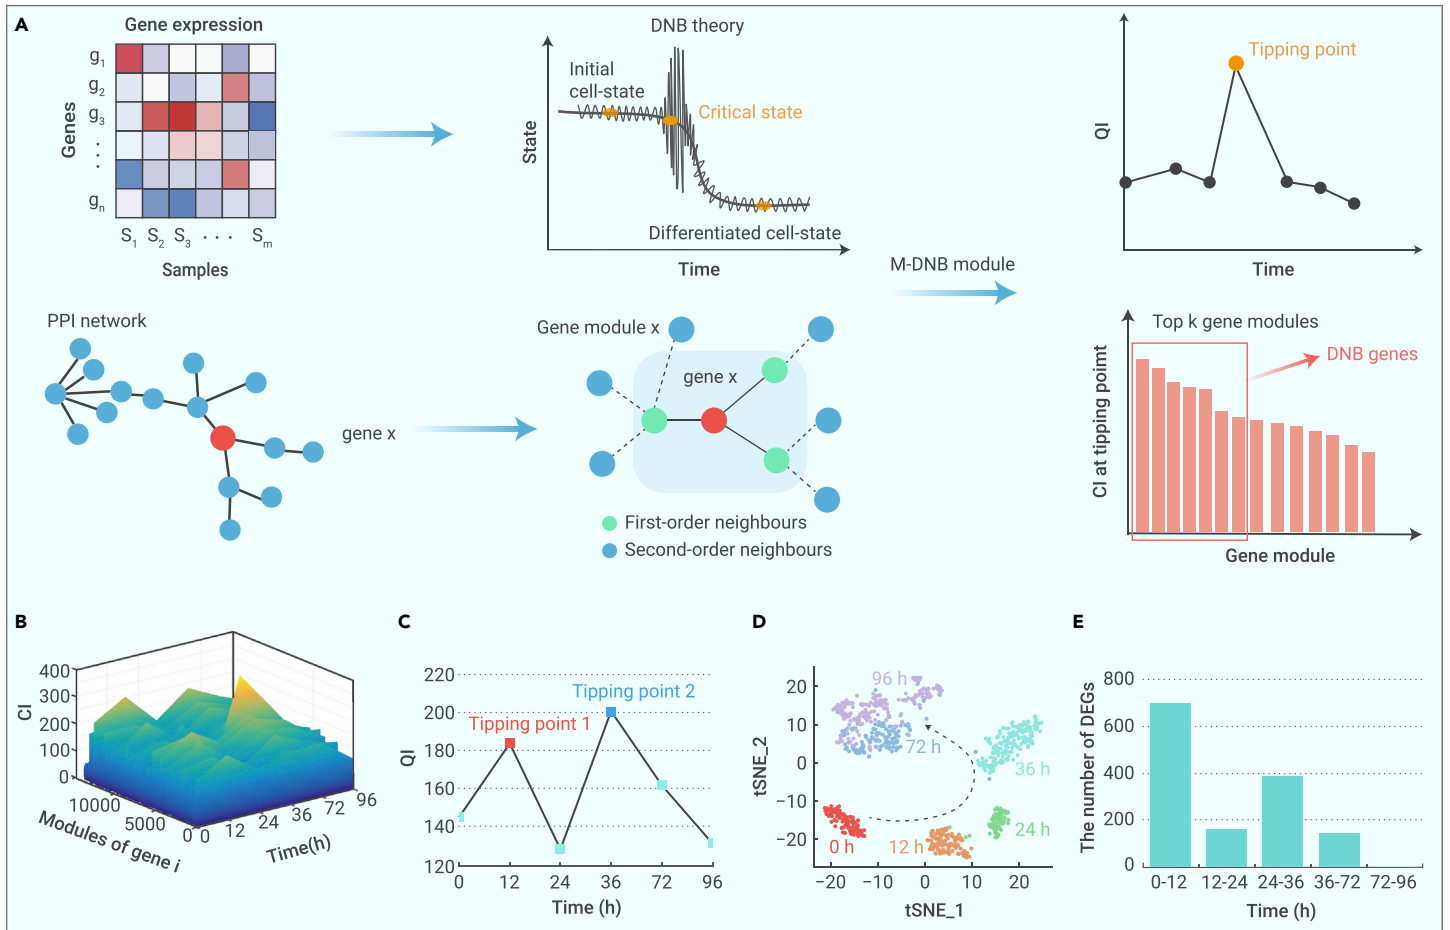 A
Gene expression
Genes
g1
g2
g3
.
.
.
gn
S1 S2 S3 . . . Sm
Samples
DNB theory
Initial
cell-state
Critical state
State
Differentiated cell-state
Time
M-DNB module
Tipping point
QI
Time
PPI network
gene x
Gene module x
gene x
First-order neighbours
Second-order neighbours
Top k gene modules
DNB genes
CI at tipping poimt
Gene module
B
CI
400
300
200
100
0
10000
5000
0
Modules of gene i
0
12
24
36
72
96
Time(h)
C
QI
220
200
180
160
140
120
Tipping point 1
Tipping point 2
0 12 24 36 72 96
Time (h)
D
tSNE_2
20
10
0
−10
−20
96 h
72 h
36 h
24 h
12 h
0 h
−20 −10 0 10 20
tSNE_1
E
The number of DEGs
800
600
400
200
0
0-12 12-24 24-36 36-72 72-96
Time (h)